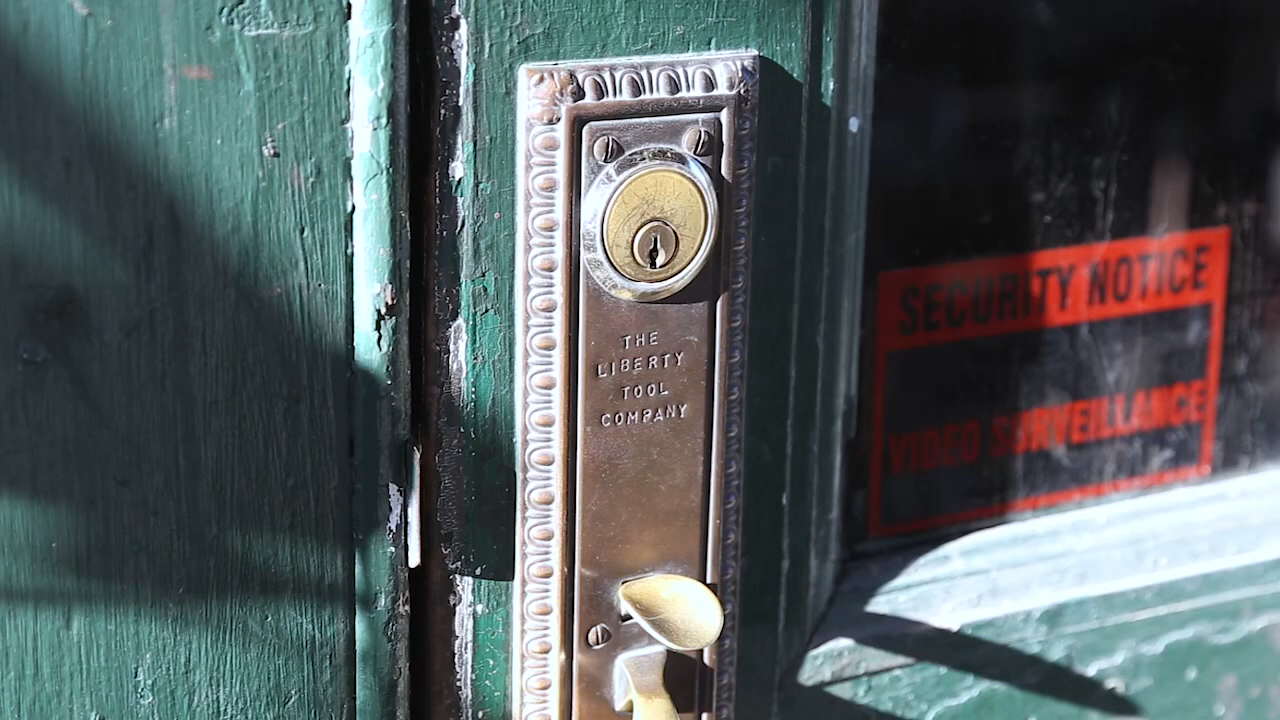 THE
LIBERTY
TOOL
COMPANY
SECURITY NOTICE
VIDEO SURVEILLANCE